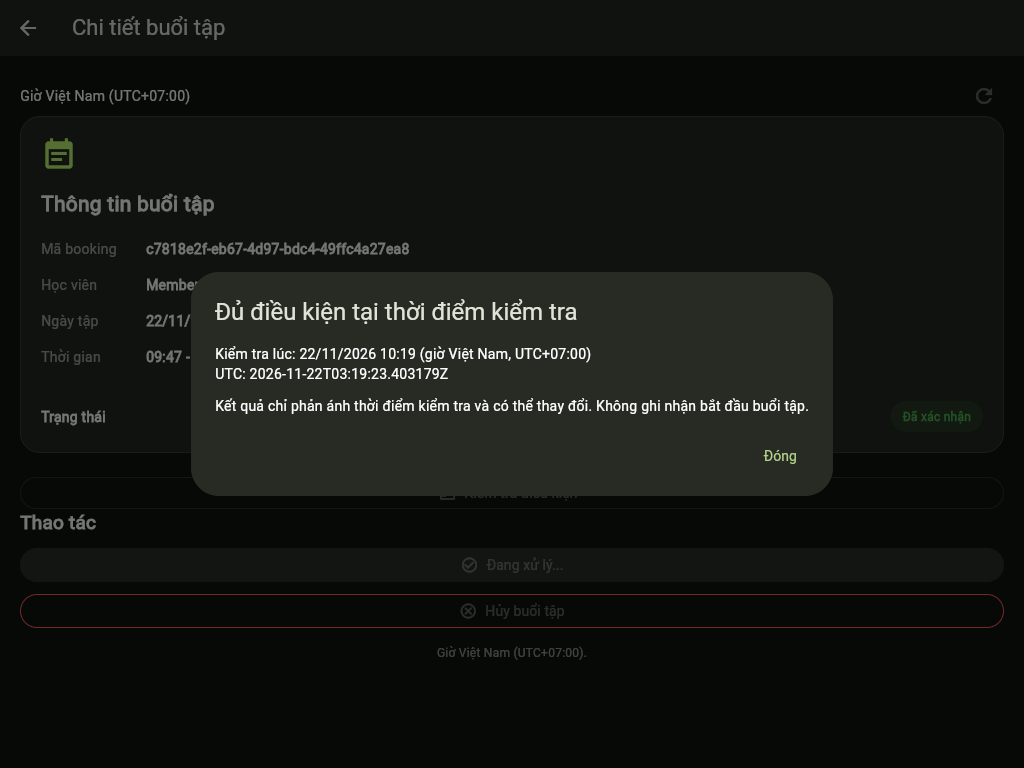 Chi tiết buổi tập
Giờ Việt Nam (UTC+07:00)
Thông tin buổi tập
Mã booking c7818e2f-eb67-4d97-bdc4-49ffc4a27ea8
Học viên Member
Ngày tập 22/11/
Thời gian 09:47 -
Đủ điều kiện tại thời điểm kiểm tra
Kiểm tra lúc: 22/11/2026 10:19 (giờ Việt Nam, UTC+07:00)
UTC: 2026-11-22T03:19:23.403179Z
Kết quả chỉ phản ánh thời điểm kiểm tra và có thể thay đổi. Không ghi nhận bắt đầu buổi tập.
Đóng
Trạng thái Đã xác nhận
Thao tác
Đang xử lý...
Hủy buổi tập
Giờ Việt Nam (UTC+07:00).